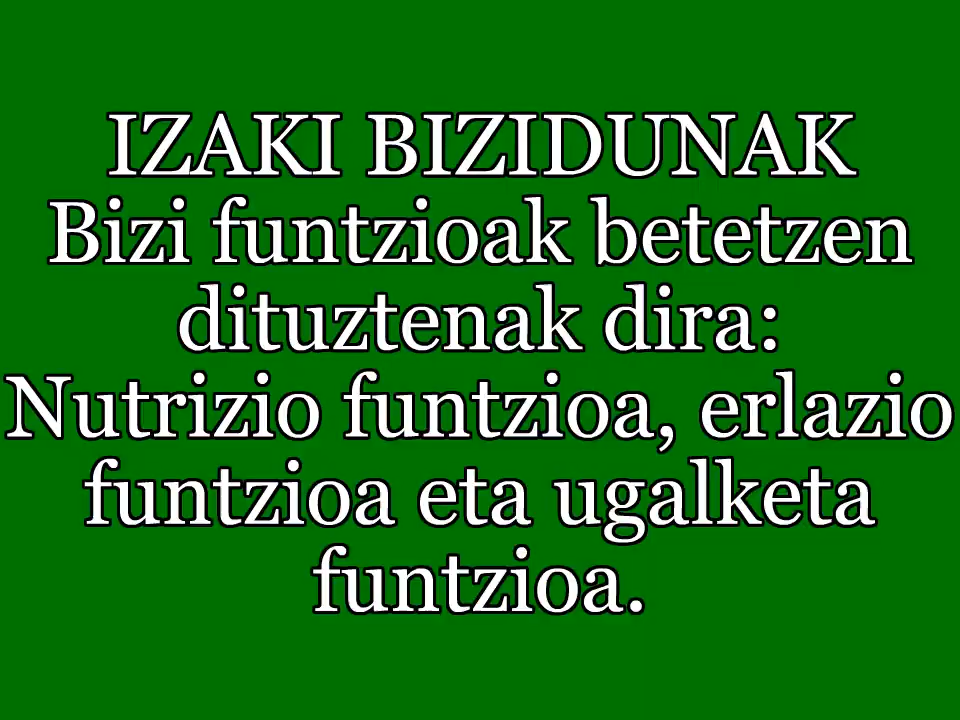 IZAKI BIZIDUNAK
Bizi funtzioak betetzen
dituztenak dira:
Nutrizio funtzioa, erlazio
funtzioa eta ugalketa
funtzioa.